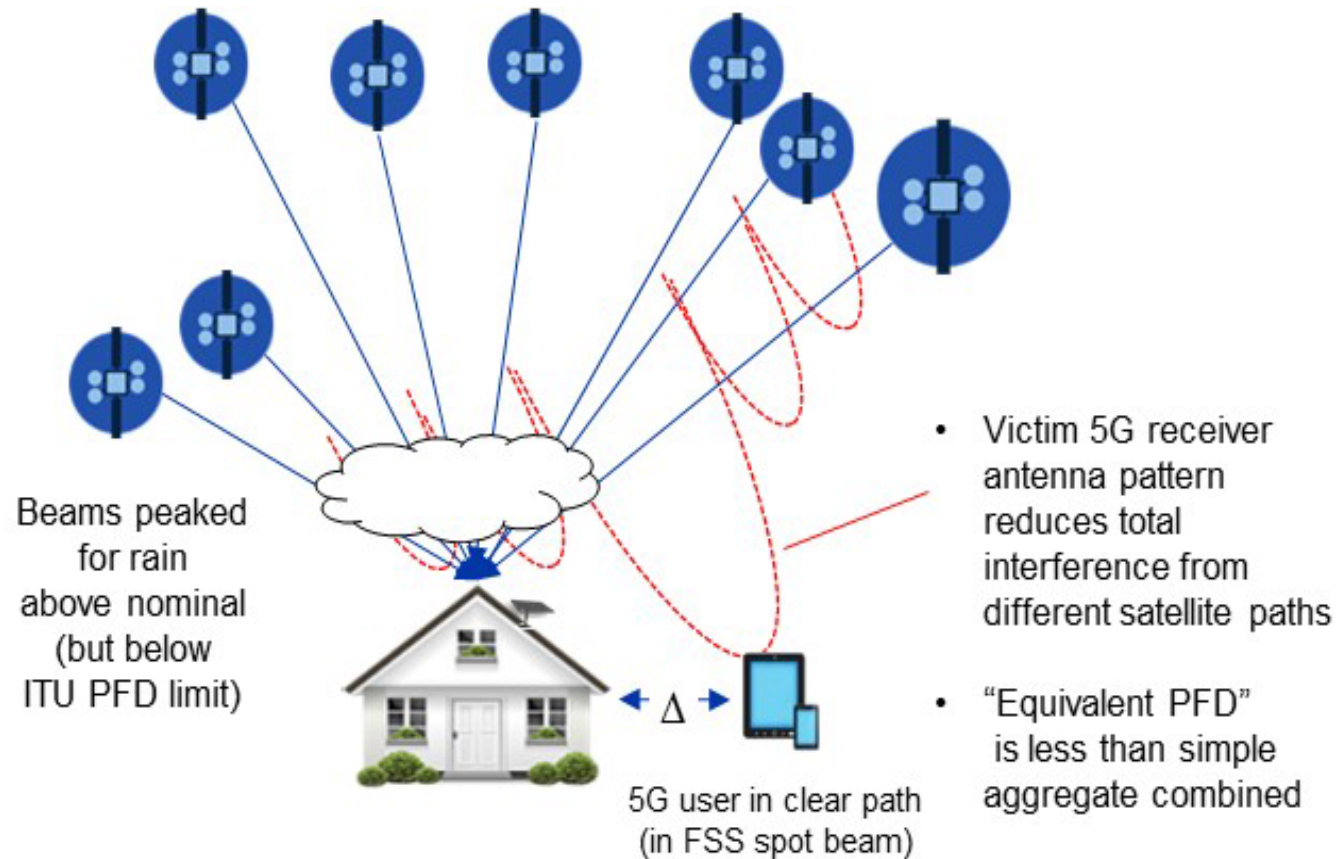 Beams peaked
for rain
above nominal
(but below
ITU PFD limit)
• Victim 5G receiver
antenna pattern
reduces total
interference from
different satellite paths
• “Equivalent PFD”
is less than simple
aggregate combined
Δ
5G user in clear path
(in FSS spot beam)